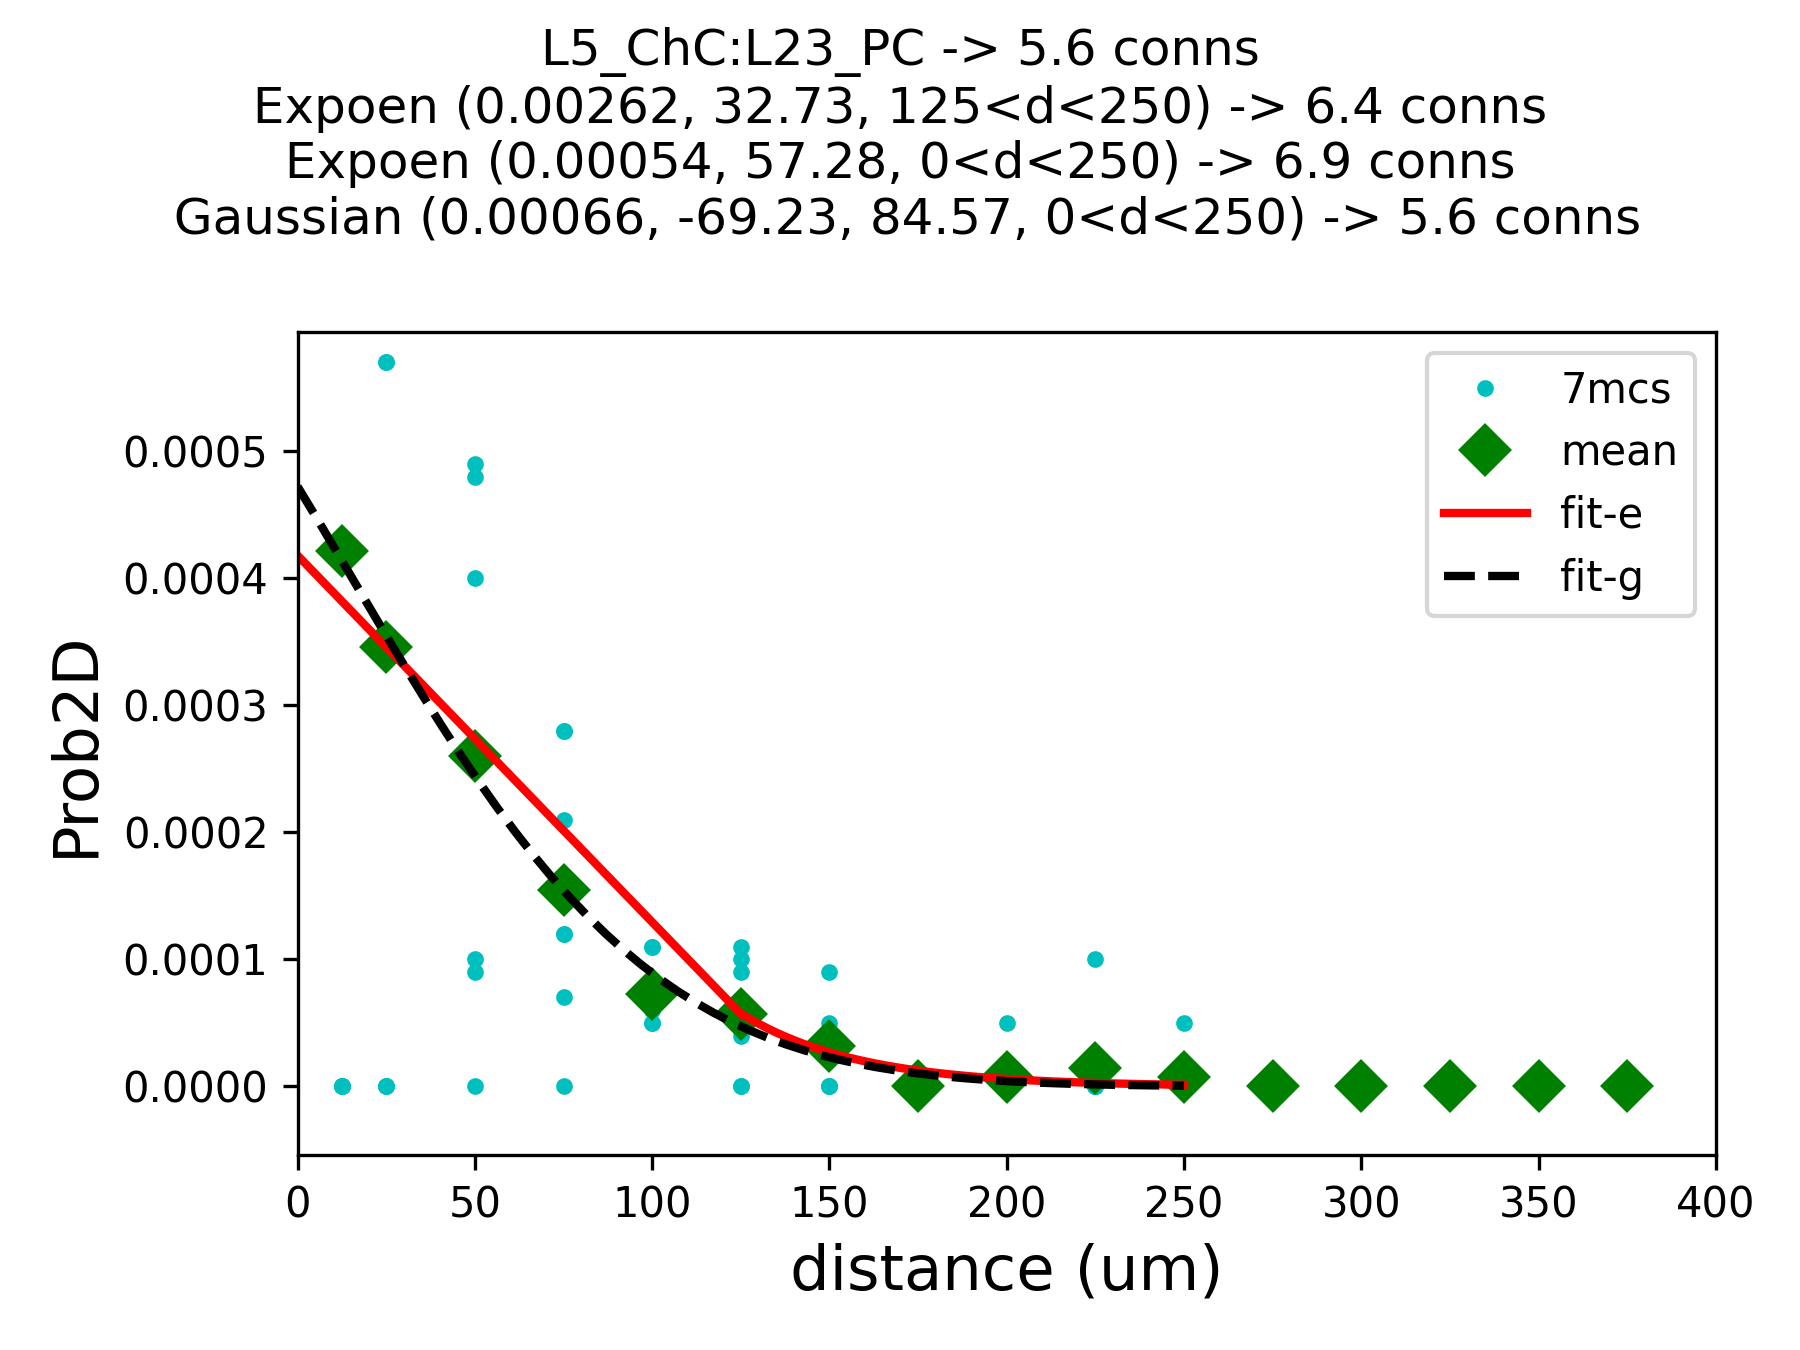 L5_ChC:L23_PC -> 5.6 conns
Expoen (0.00262, 32.73, 125<d<250) -> 6.4 conns
Expoen (0.00054, 57.28, 0<d<250) -> 6.9 conns
Gaussian (0.00066, -69.23, 84.57, 0<d<250) -> 5.6 conns
7mcs
mean
fit-e
fit-g
Prob2D
0.0005
0.0004
0.0003
0.0002
0.0001
0.0000
0 50 100 150 200 250 300 350 400
distance (um)